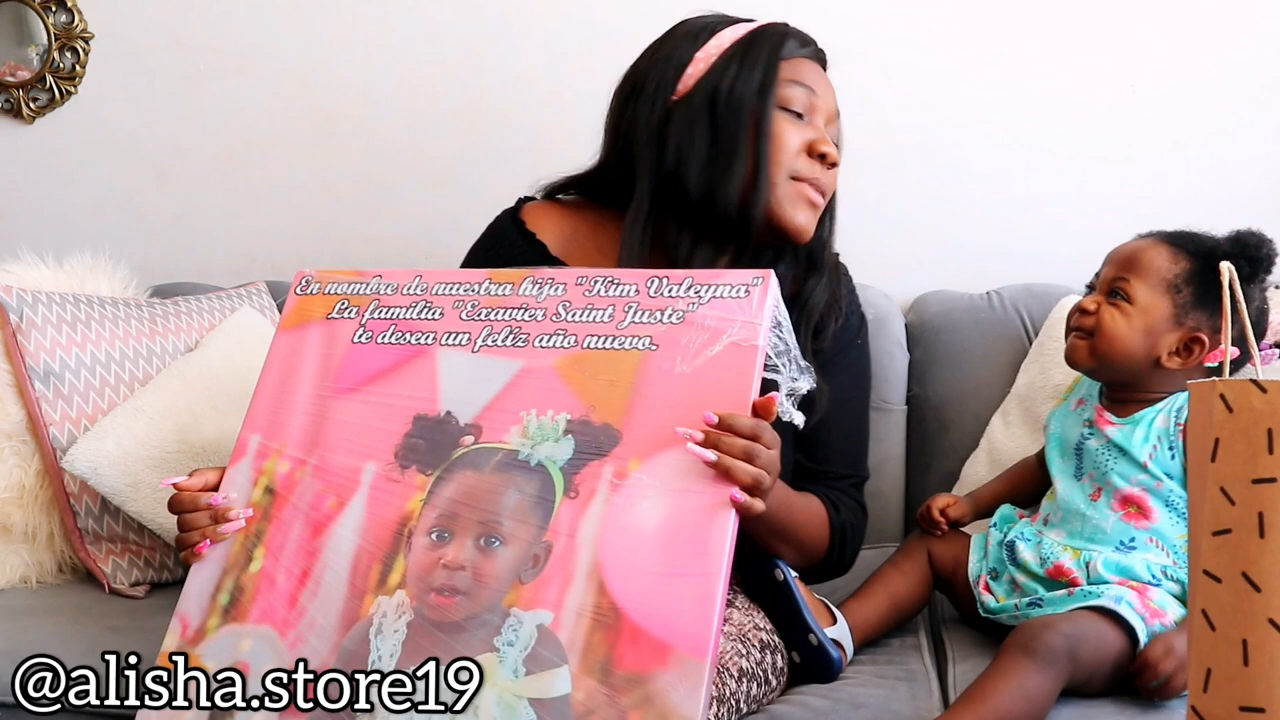 En nombre de nuestra hija "Kim Valeyna"
La familia "Exavier Saint Juste"
te desea un felíz año nuevo.
@alisha.store19